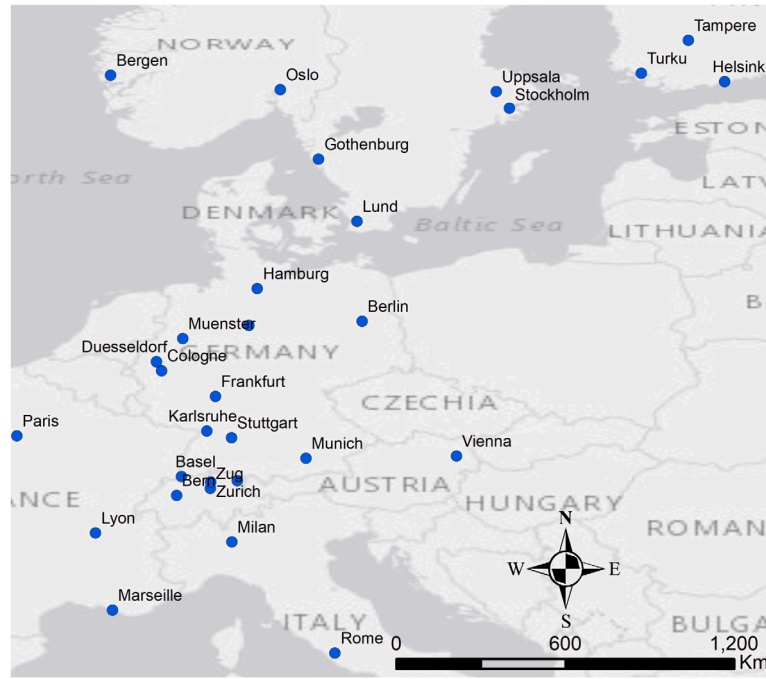 Tampere
NORWAY
Bergen
Turku
Oslo
Helsink
Uppsala
Stockholm
ESTON
Gothenburg
orth Sea
LATV
DENMARK
Lund
Baltic Sea
LITHUANIA
Hamburg
B
Berlin
Muenster
Duesseldorf
GERMANY
Cologne
Frankfurt
CZECHIA
Paris
Karlsruhe
Stuttgart
Munich
Vienna
Basel
Zug
Bern
Zurich
AUSTRIA
ANCE
HUNGARY
Lyon
N
Milan
ROMAN
W
E
Marseille
S
ITALY
BULGA
Rome
0
600
1,200
Km